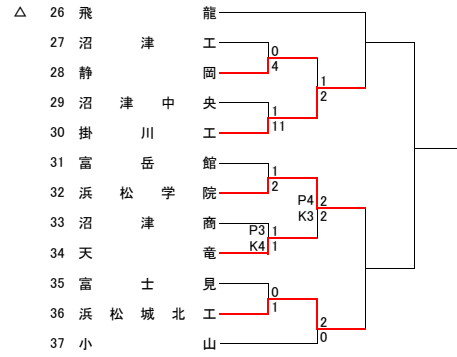 △ 26 飛龍
27 沼津工
0
28 静岡
4
1
2
29 沼津中央
1
30 掛川工
11
31 富岳館
1
32 浜松学院
2
P4 2
K3 2
33 沼津商
P3 1
34 天竜
K4 1
35 富士見
0
36 浜松城北工
1
2
0
37 小山